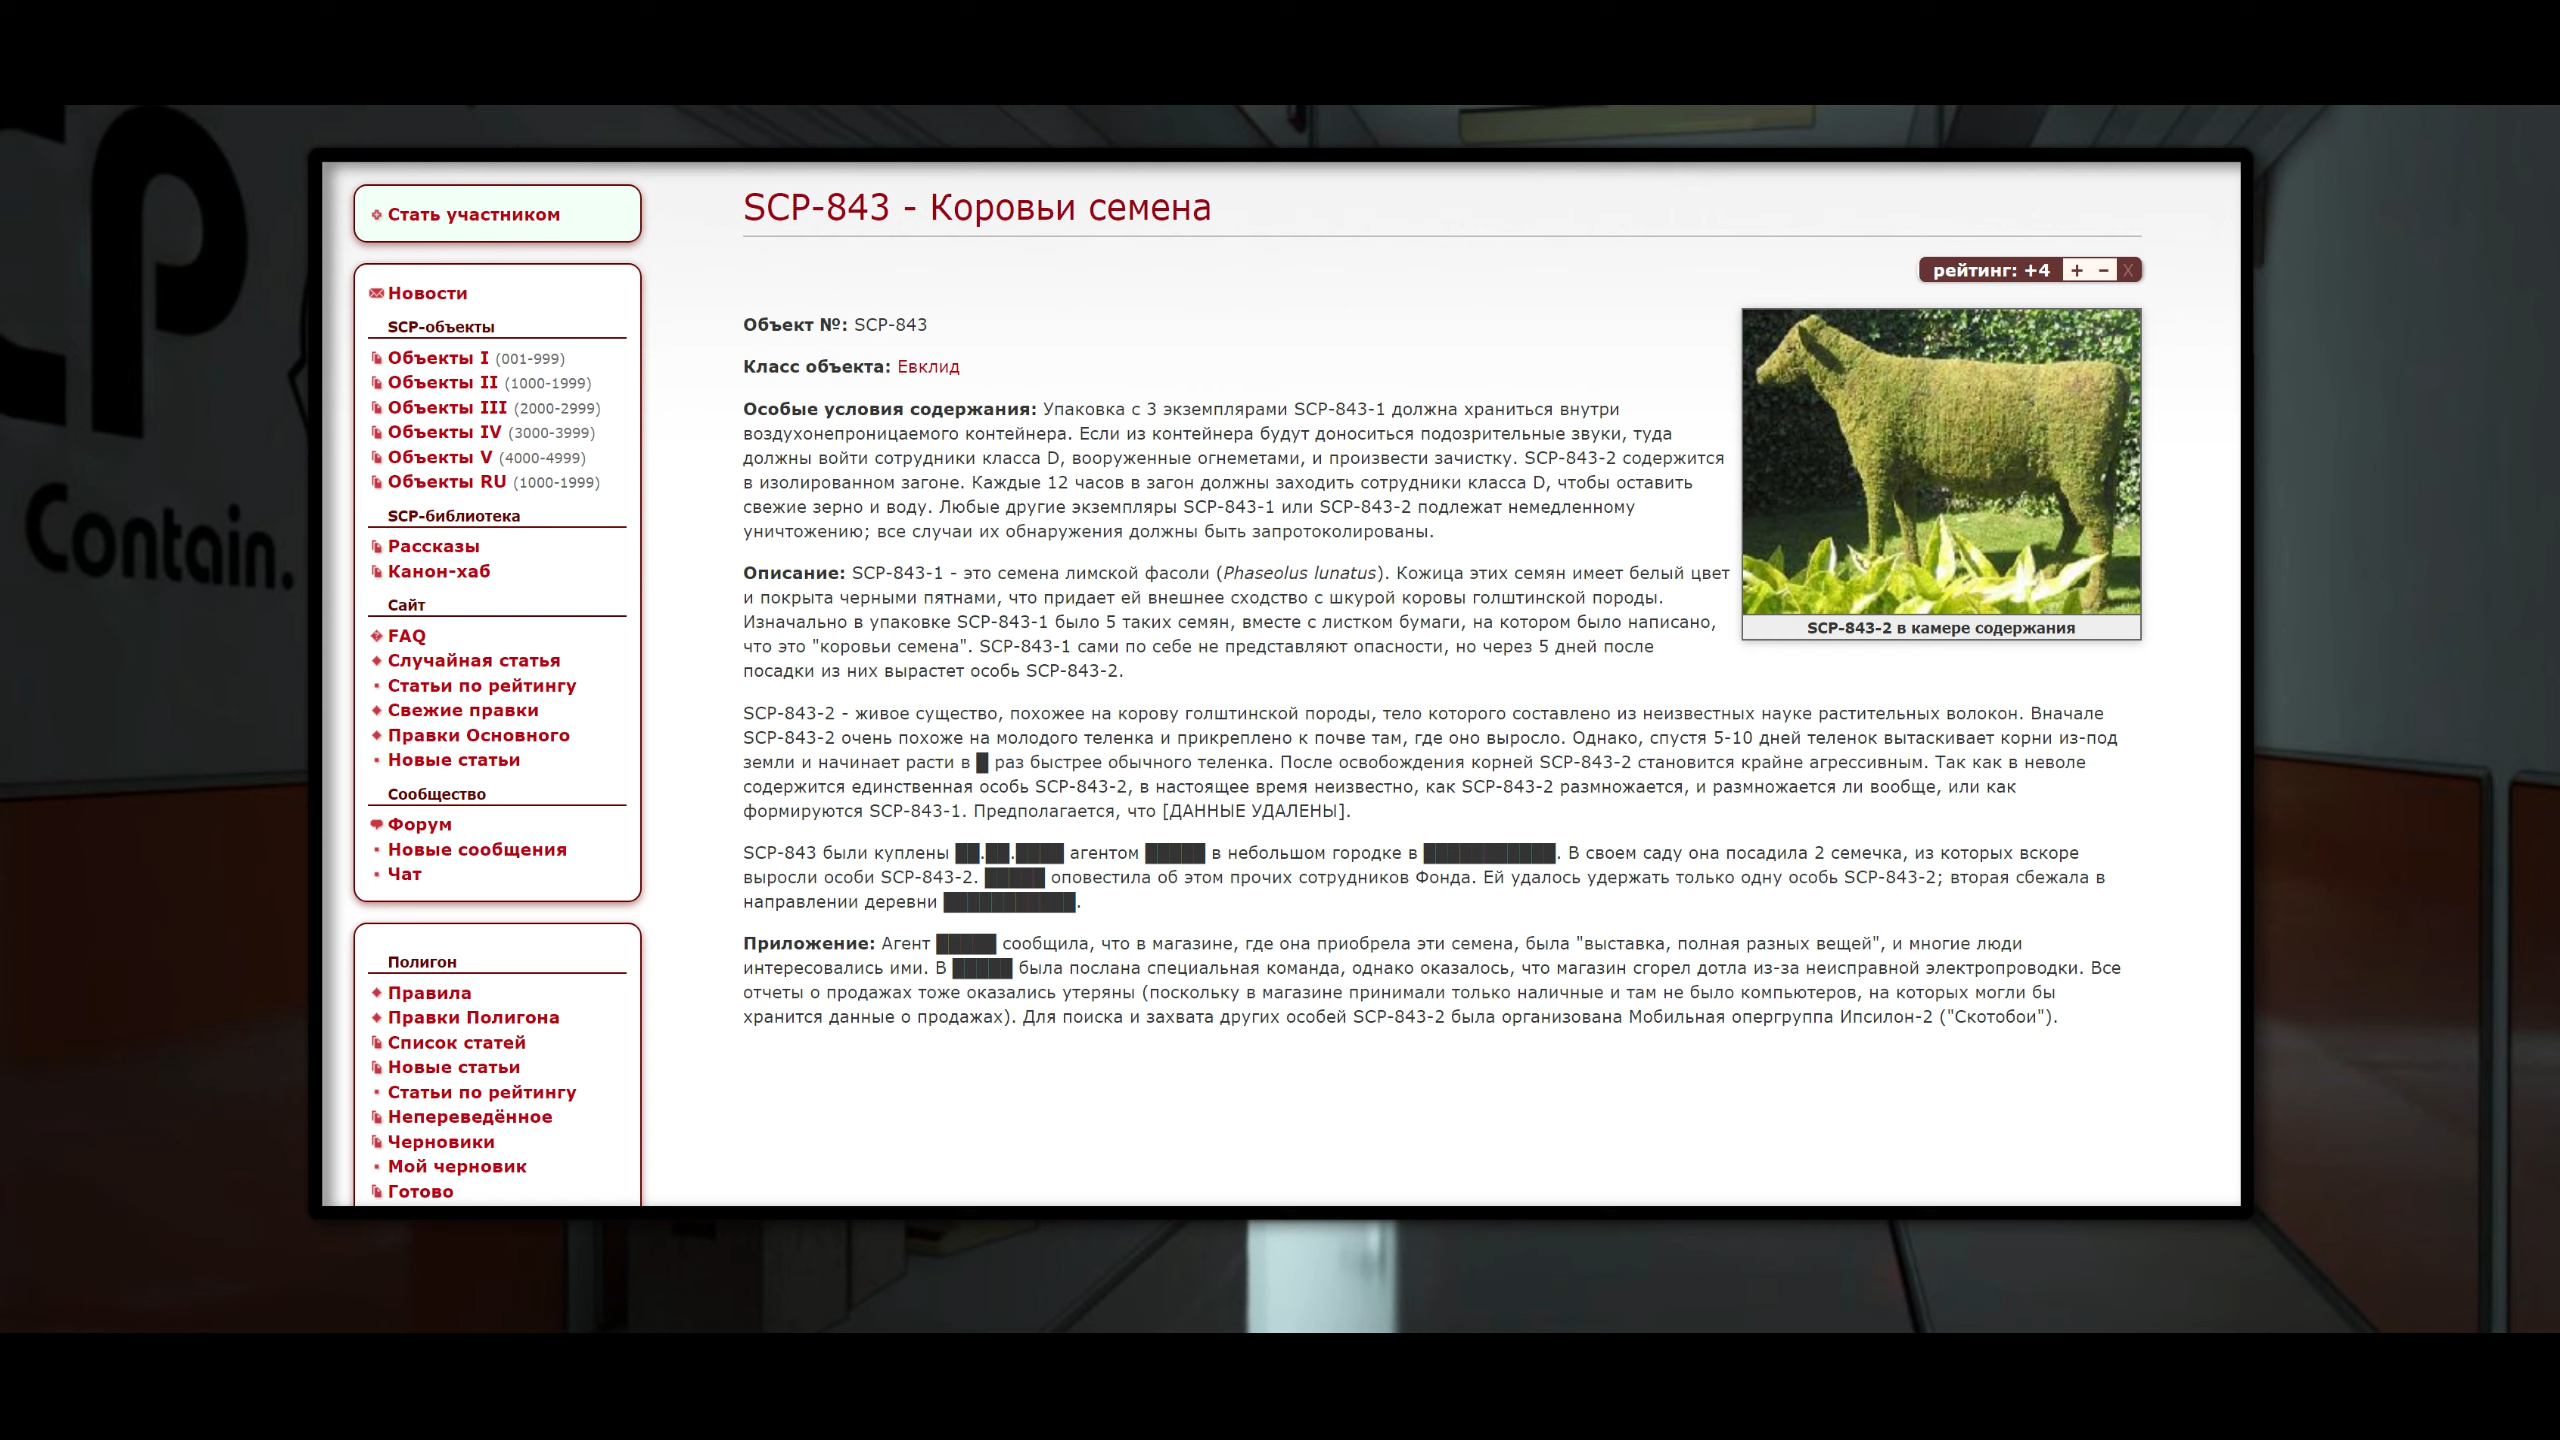 CP
Contain.
Стать участником
Новости
SCP-объекты
Объекты I (001-999)
Объекты II (1000-1999)
Объекты III (2000-2999)
Объекты IV (3000-3999)
Объекты V (4000-4999)
Объекты RU (1000-1999)
SCP-библиотека
Рассказы
Канон-хаб
Сайт
FAQ
Случайная статья
Статьи по рейтингу
Свежие правки
Правки Основного
Новые статьи
Сообщество
Форум
Новые сообщения
Чат
Полигон
Правила
Правки Полигона
Список статей
Новые статьи
Статьи по рейтингу
Непереведённое
Черновики
Мой черновик
Готово
SCP-843 - Коровьи семена
рейтинг: +4 + – X
Объект №: SCP-843
Класс объекта: Евклид
Особые условия содержания: Упаковка с 3 экземплярами SCP-843-1 должна храниться внутри
воздухонепроницаемого контейнера. Если из контейнера будут доноситься подозрительные звуки, туда
должны войти сотрудники класса D, вооруженные огнеметами, и произвести зачистку. SCP-843-2 содержится
в изолированном загоне. Каждые 12 часов в загон должны заходить сотрудники класса D, чтобы оставить
свежие зерно и воду. Любые другие экземпляры SCP-843-1 или SCP-843-2 подлежат немедленному
уничтожению; все случаи их обнаружения должны быть запротоколированы.
SCP-843-2 в камере содержания
Описание: SCP-843-1 - это семена лимской фасоли (Phaseolus lunatus). Кожица этих семян имеет белый цвет
и покрыта черными пятнами, что придает ей внешнее сходство с шкурой коровы голштинской породы.
Изначально в упаковке SCP-843-1 было 5 таких семян, вместе с листком бумаги, на котором было написано,
что это "коровьи семена". SCP-843-1 сами по себе не представляют опасности, но через 5 дней после
посадки из них вырастет особь SCP-843-2.
SCP-843-2 - живое существо, похожее на корову голштинской породы, тело которого составлено из неизвестных науке растительных волокон. Вначале
SCP-843-2 очень похоже на молодого теленка и прикреплено к почве там, где оно выросло. Однако, спустя 5-10 дней теленок вытаскивает корни из-под
земли и начинает расти в █ раз быстрее обычного теленка. После освобождения корней SCP-843-2 становится крайне агрессивным. Так как в неволе
содержится единственная особь SCP-843-2, в настоящее время неизвестно, как SCP-843-2 размножается, и размножается ли вообще, или как
формируются SCP-843-1. Предполагается, что [ДАННЫЕ УДАЛЕНЫ].
SCP-843 были куплены ██.██.████ агентом █████ в небольшом городке в ███████████. В своем саду она посадила 2 семечка, из которых вскоре
выросли особи SCP-843-2. █████ оповестила об этом прочих сотрудников Фонда. Ей удалось удержать только одну особь SCP-843-2; вторая сбежала в
направлении деревни ███████████.
Приложение: Агент █████ сообщила, что в магазине, где она приобрела эти семена, была "выставка, полная разных вещей", и многие люди
интересовались ими. В █████ была послана специальная команда, однако оказалось, что магазин сгорел дотла из-за неисправной электропроводки. Все
отчеты о продажах тоже оказались утеряны (поскольку в магазине принимали только наличные и там не было компьютеров, на которых могли бы
хранится данные о продажах). Для поиска и захвата других особей SCP-843-2 была организована Мобильная опергруппа Ипсилон-2 ("Скотобои").